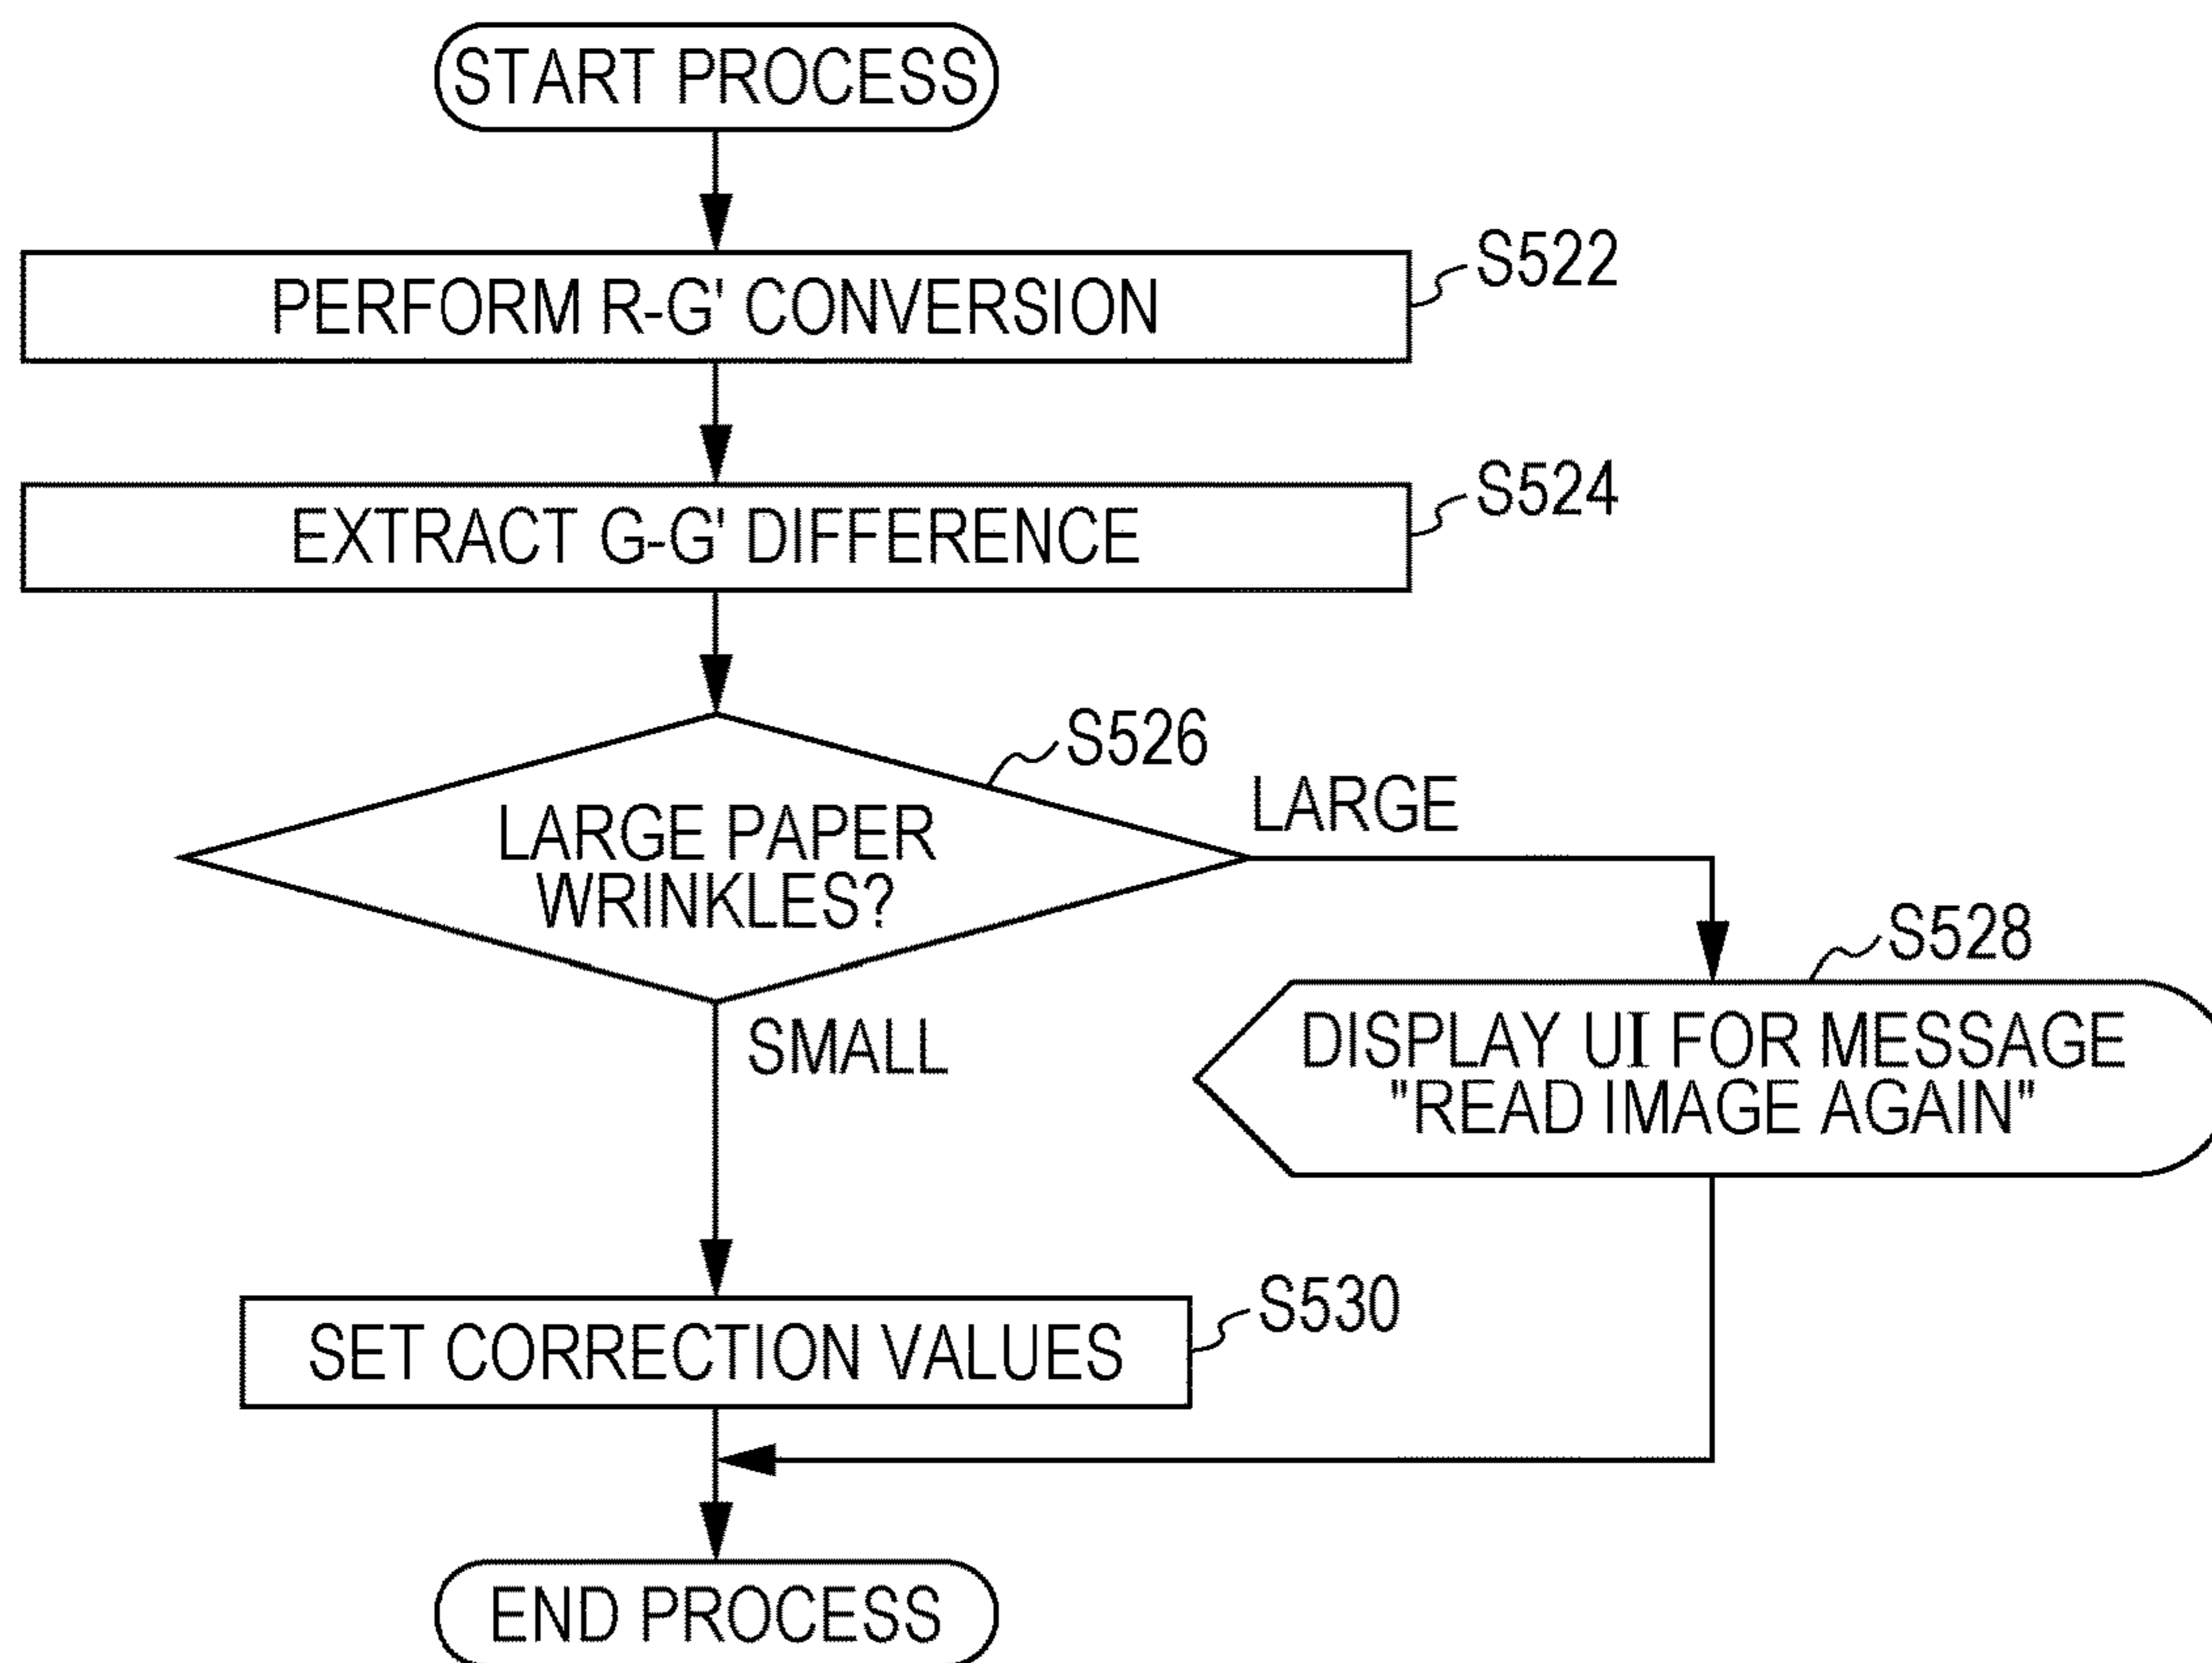 START PROCESS
S522
PERFORM R-G' CONVERSION
S524
EXTRACT G-G' DIFFERENCE
S526
LARGE PAPER
WRINKLES?
LARGE
SMALL
S528
DISPLAY UI FOR MESSAGE
"READ IMAGE AGAIN"
S530
SET CORRECTION VALUES
END PROCESS